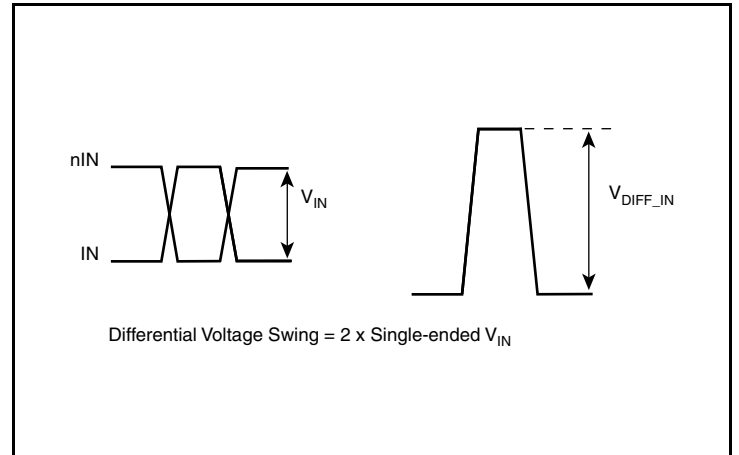 nIN
V_IN
V_DIFF_IN
IN
Differential Voltage Swing = 2 x Single-ended V_IN